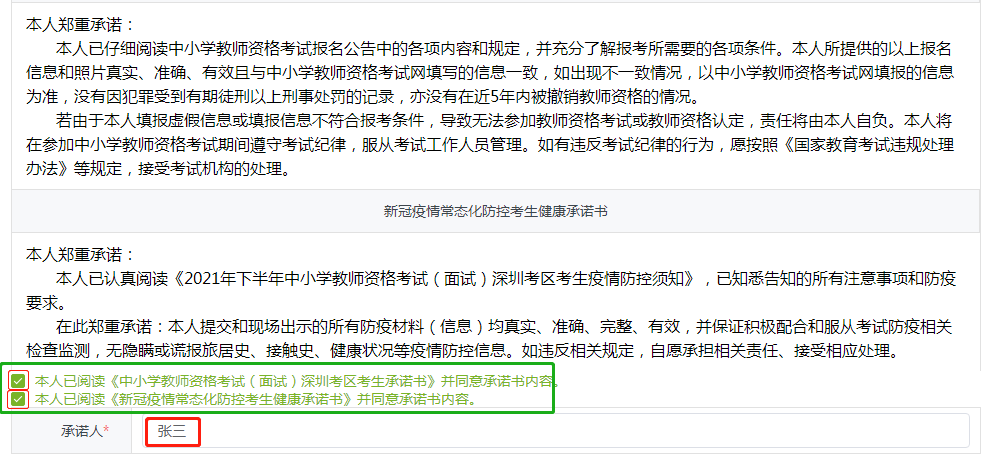 本人郑重承诺：
本人已仔细阅读中小学教师资格考试报名公告中的各项内容和规定，并充分了解报考所需要的各项条件。本人所提供的以上报名
信息和照片真实、准确、有效且与中小学教师资格考试网填写的信息一致，如出现不一致情况，以中小学教师资格考试网填报的信息
为准，没有因犯罪受到有期徒刑以上刑事处罚的记录，亦没有在近5年内被撤销教师资格的情况。
若由于本人填报虚假信息或填报信息不符合报考条件，导致无法参加教师资格考试或教师资格认定，责任将由本人自负。本人将
在参加中小学教师资格考试期间遵守考试纪律，服从考试工作人员管理。如有违反考试纪律的行为，愿按照《国家教育考试违规处理
办法》等规定，接受考试机构的处理。
新冠疫情常态化防控考生健康承诺书
本人郑重承诺：
本人已认真阅读《2021年下半年中小学教师资格考试（面试）深圳考区考生疫情防控须知》，已知悉告知的所有注意事项和防疫
要求。
在此郑重承诺：本人提交和现场出示的所有防疫材料（信息）均真实、准确、完整、有效，并保证积极配合和服从考试防疫相关
检查监测，无隐瞒或谎报旅居史、接触史、健康状况等疫情防控信息。如违反相关规定，自愿承担相关责任、接受相应处理。
本人已阅读《中小学教师资格考试（面试）深圳考区考生承诺书》并同意承诺书内容。
本人已阅读《新冠疫情常态化防控考生健康承诺书》并同意承诺书内容。
承诺人* 张三